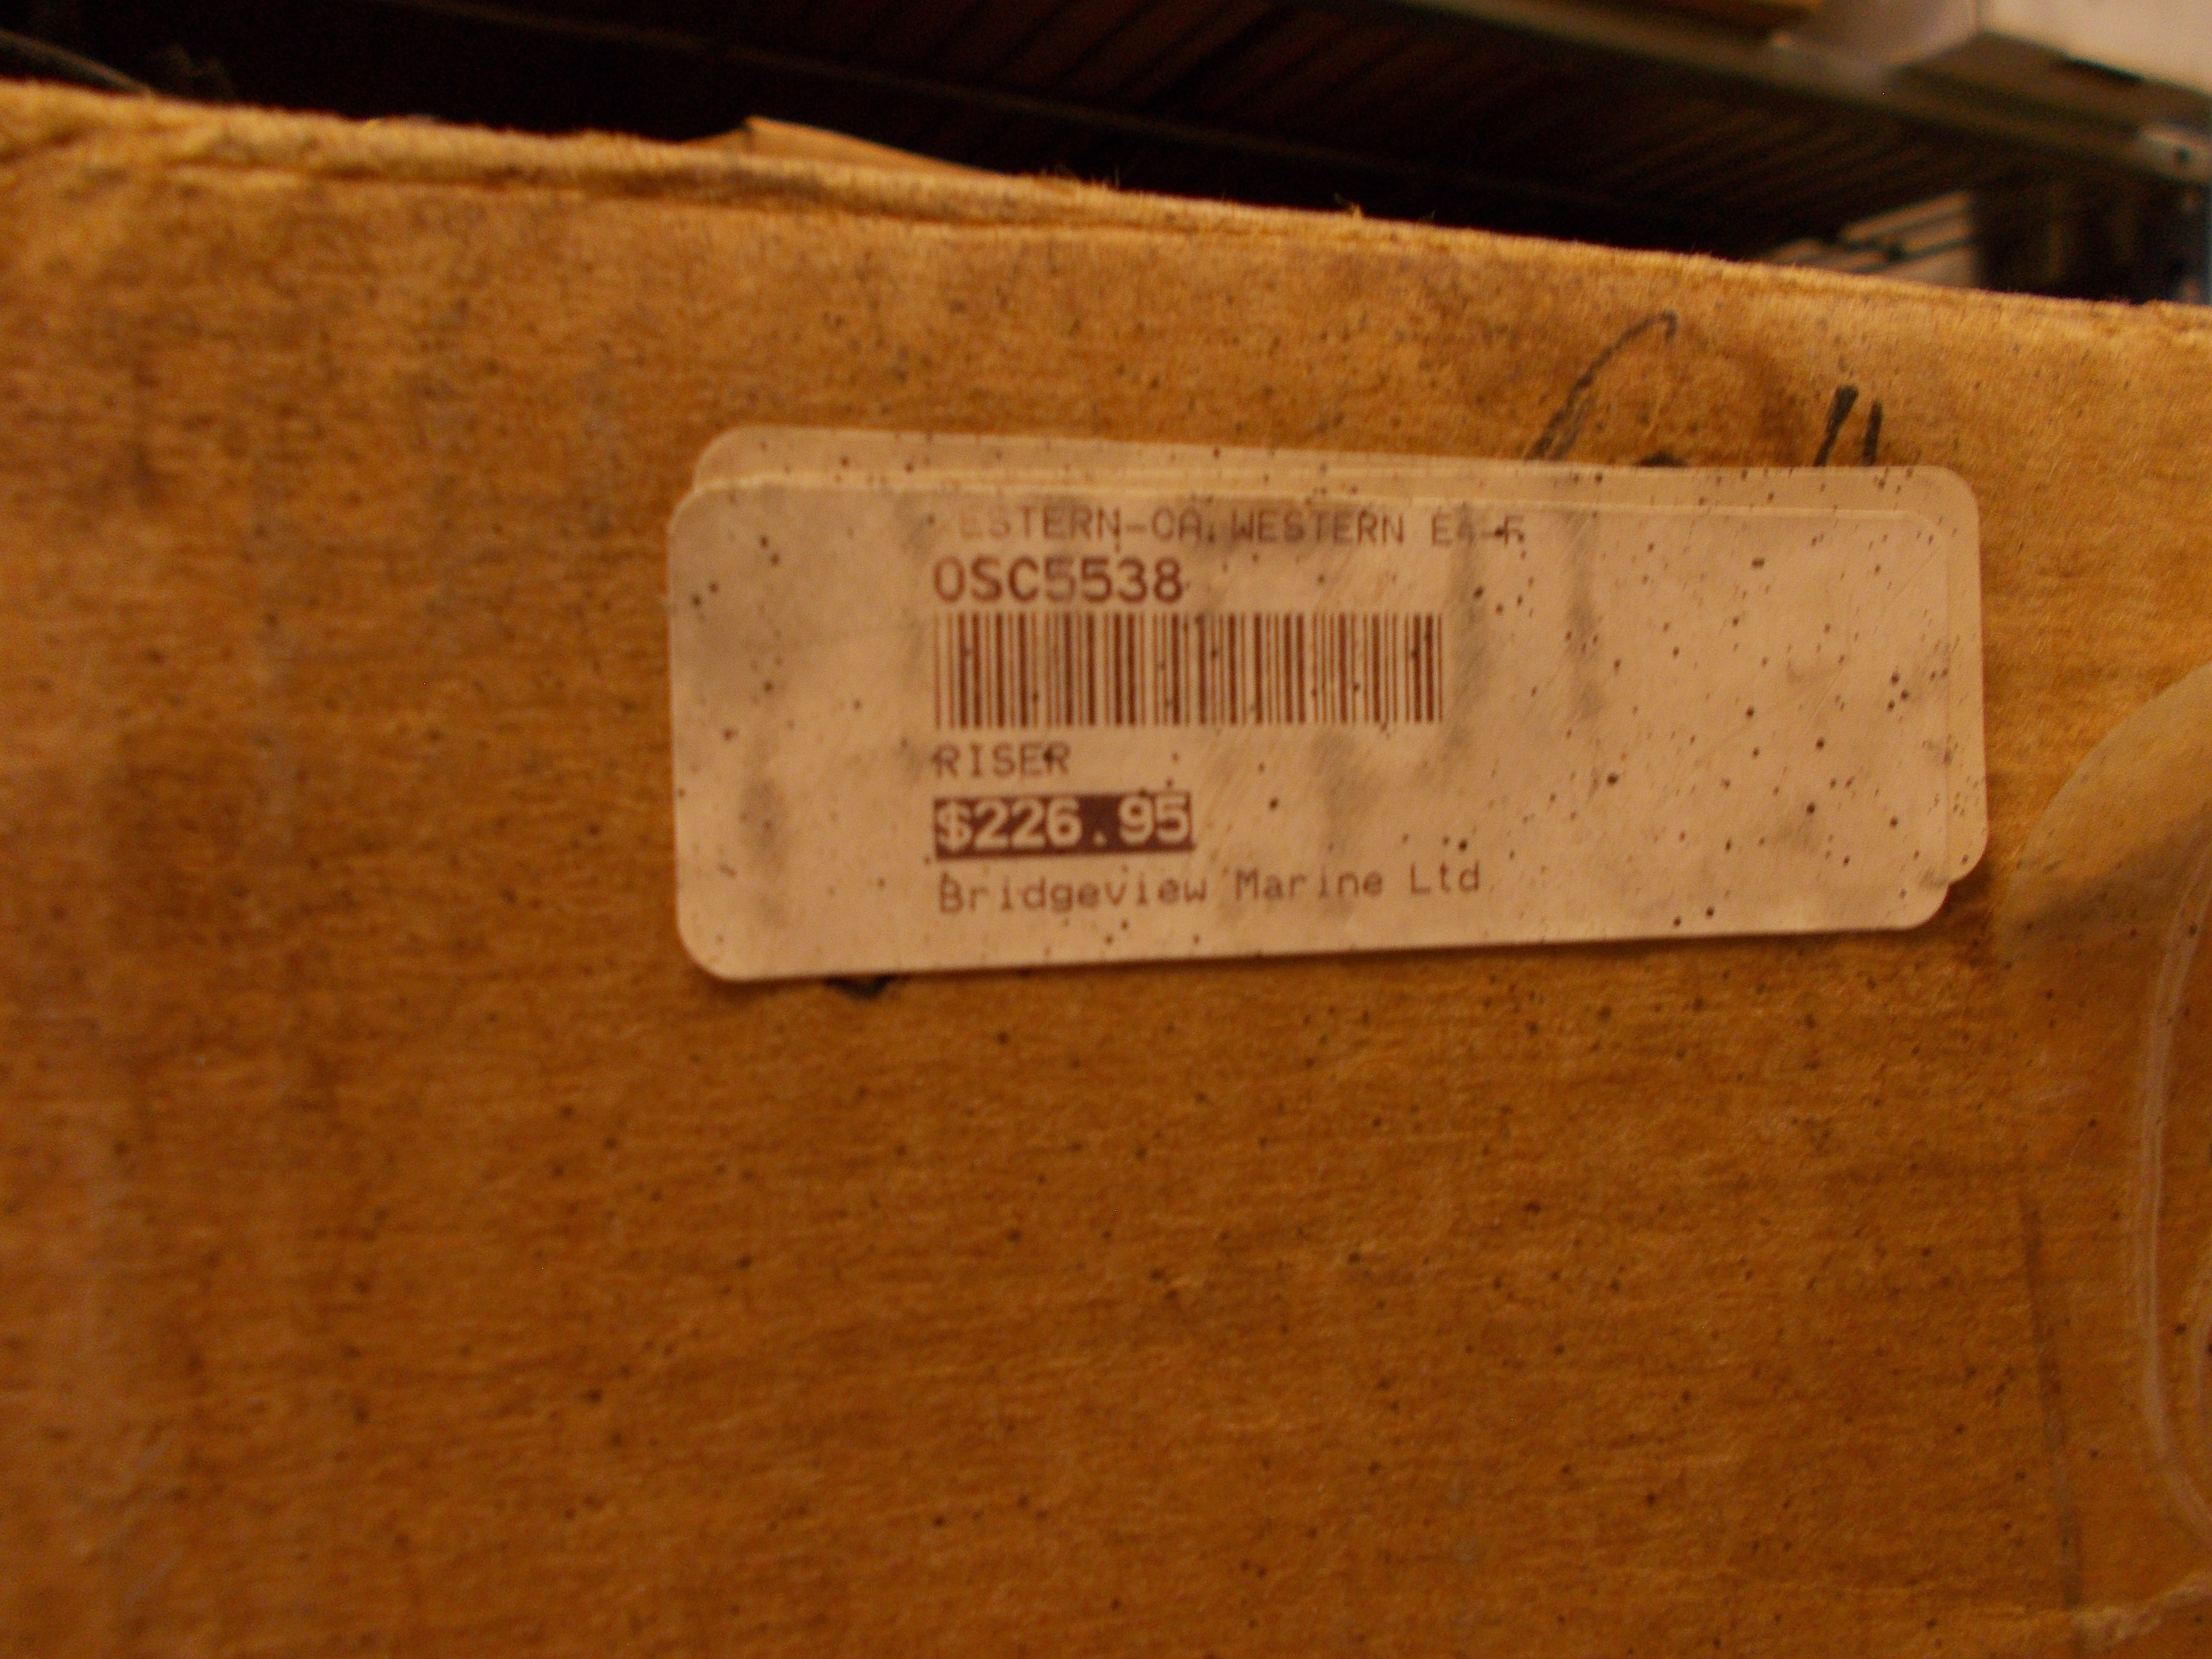 WESTERN-CA,WESTERN
OSC5538
RISER
$226.95
Bridgeview Marine Ltd